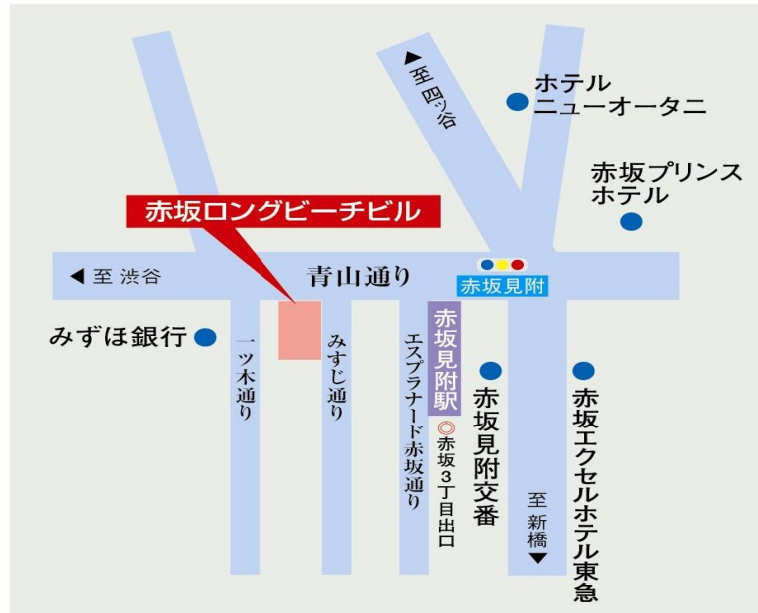 至 四ッ谷
ホテル
ニューオータニ
赤坂プリンス
ホテル
赤坂ロングビーチビル
至 渋谷
青山通り
赤坂見附
みずほ銀行
一ツ木通り
みすじ通り
エスプラナード赤坂通り
赤坂見附駅
赤坂3丁目出口
赤坂見附交番
至 新橋
赤坂エクセルホテル東急